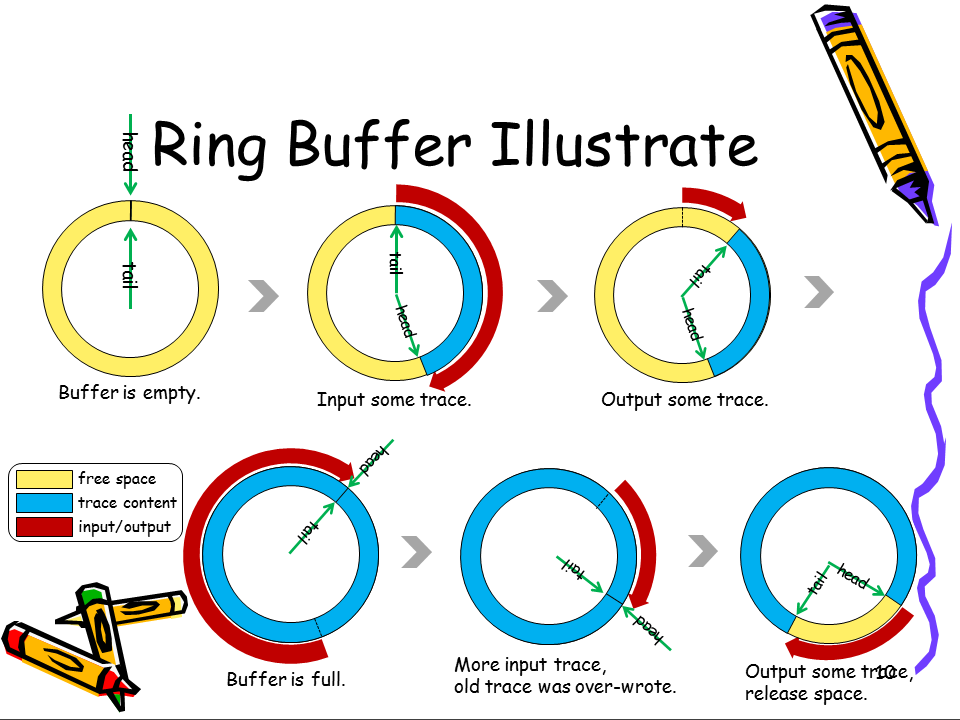 Ring Buffer Illustrate
head
tail
Buffer is empty.
tail
head
Input some trace.
tail
head
Output some trace.
free space
trace content
input/output
head
tail
Buffer is full.
tail
head
More input trace,
old trace was over-wrote.
tail
head
Output some trace,
release space.
10